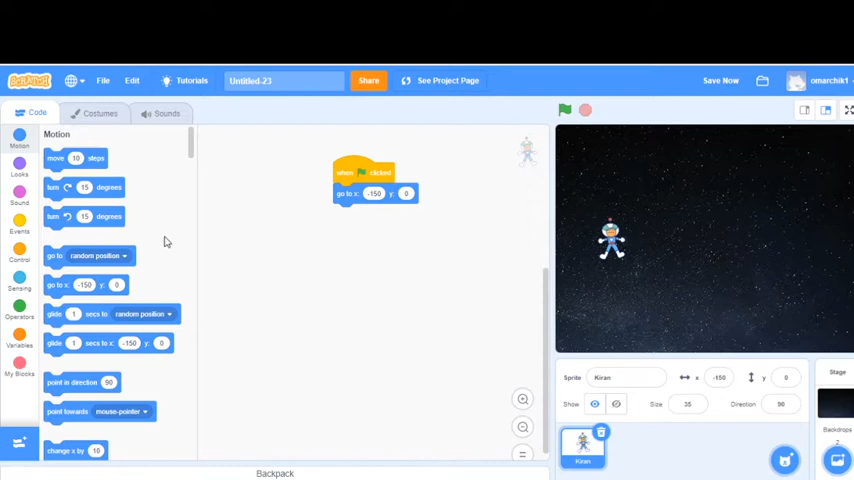 SCRATCH File Edit Tutorials Untitled-23 Share See Project Page Save Now omarchik1
Code Costumes Sounds
Motion
Looks
Sound
Events
Control
Sensing
Operators
Variables
My Blocks
Motion
move 10 steps
turn 15 degrees
turn 15 degrees
go to random position
go to x: -150 y: 0
glide 1 secs to random position
glide 1 secs to x: -150 y: 0
point in direction 90
point towards mouse-pointer
change x by 10
when clicked
go to x: -150 y: 0
Sprite Kiran x -150 y 0
Show Size 35 Direction 90
Kiran
Stage
Backdrops
2
Backpack